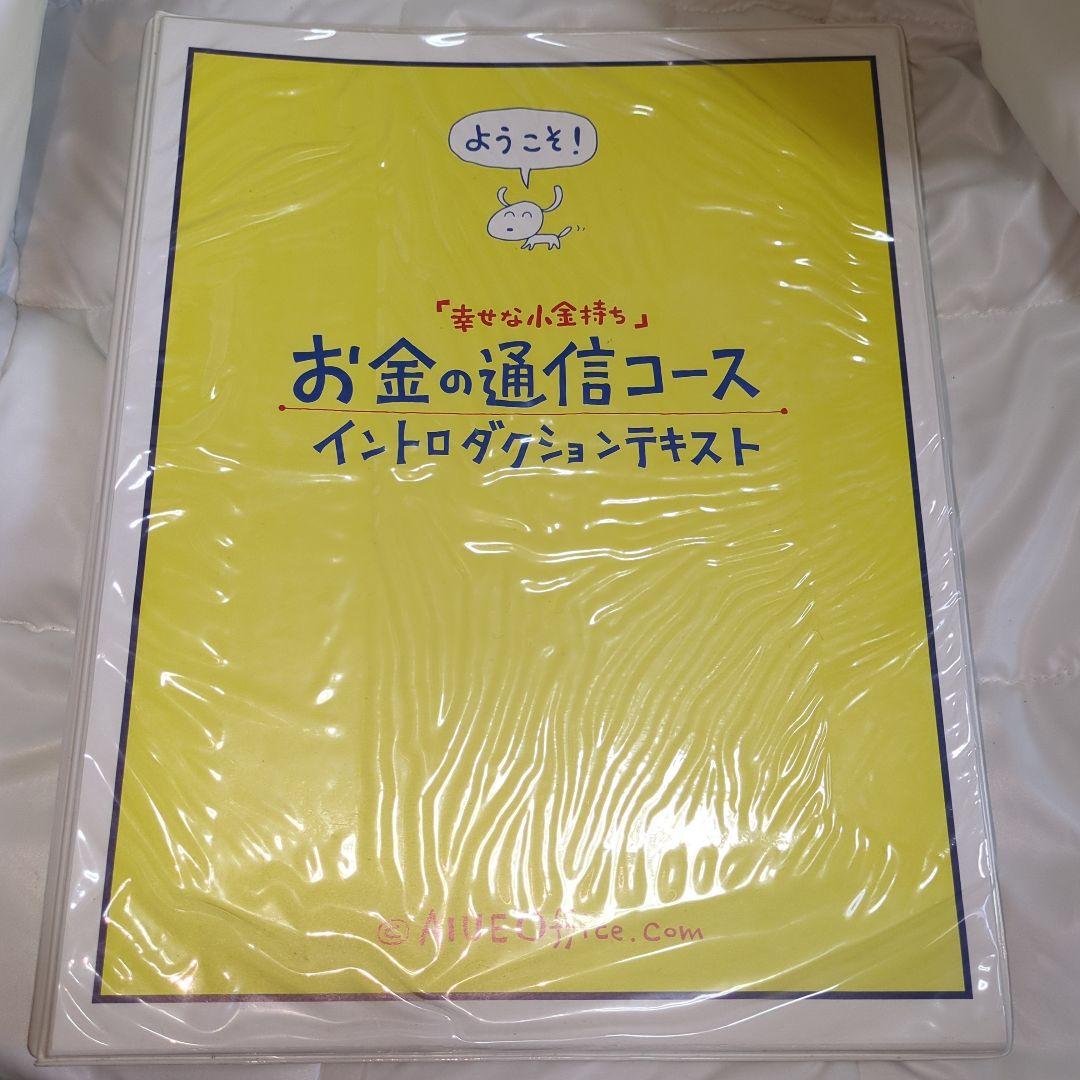 ようこそ!
「幸せな小金持ち」
お金の通信コース
イントロダクションテキスト
© AIUEOffice.Com